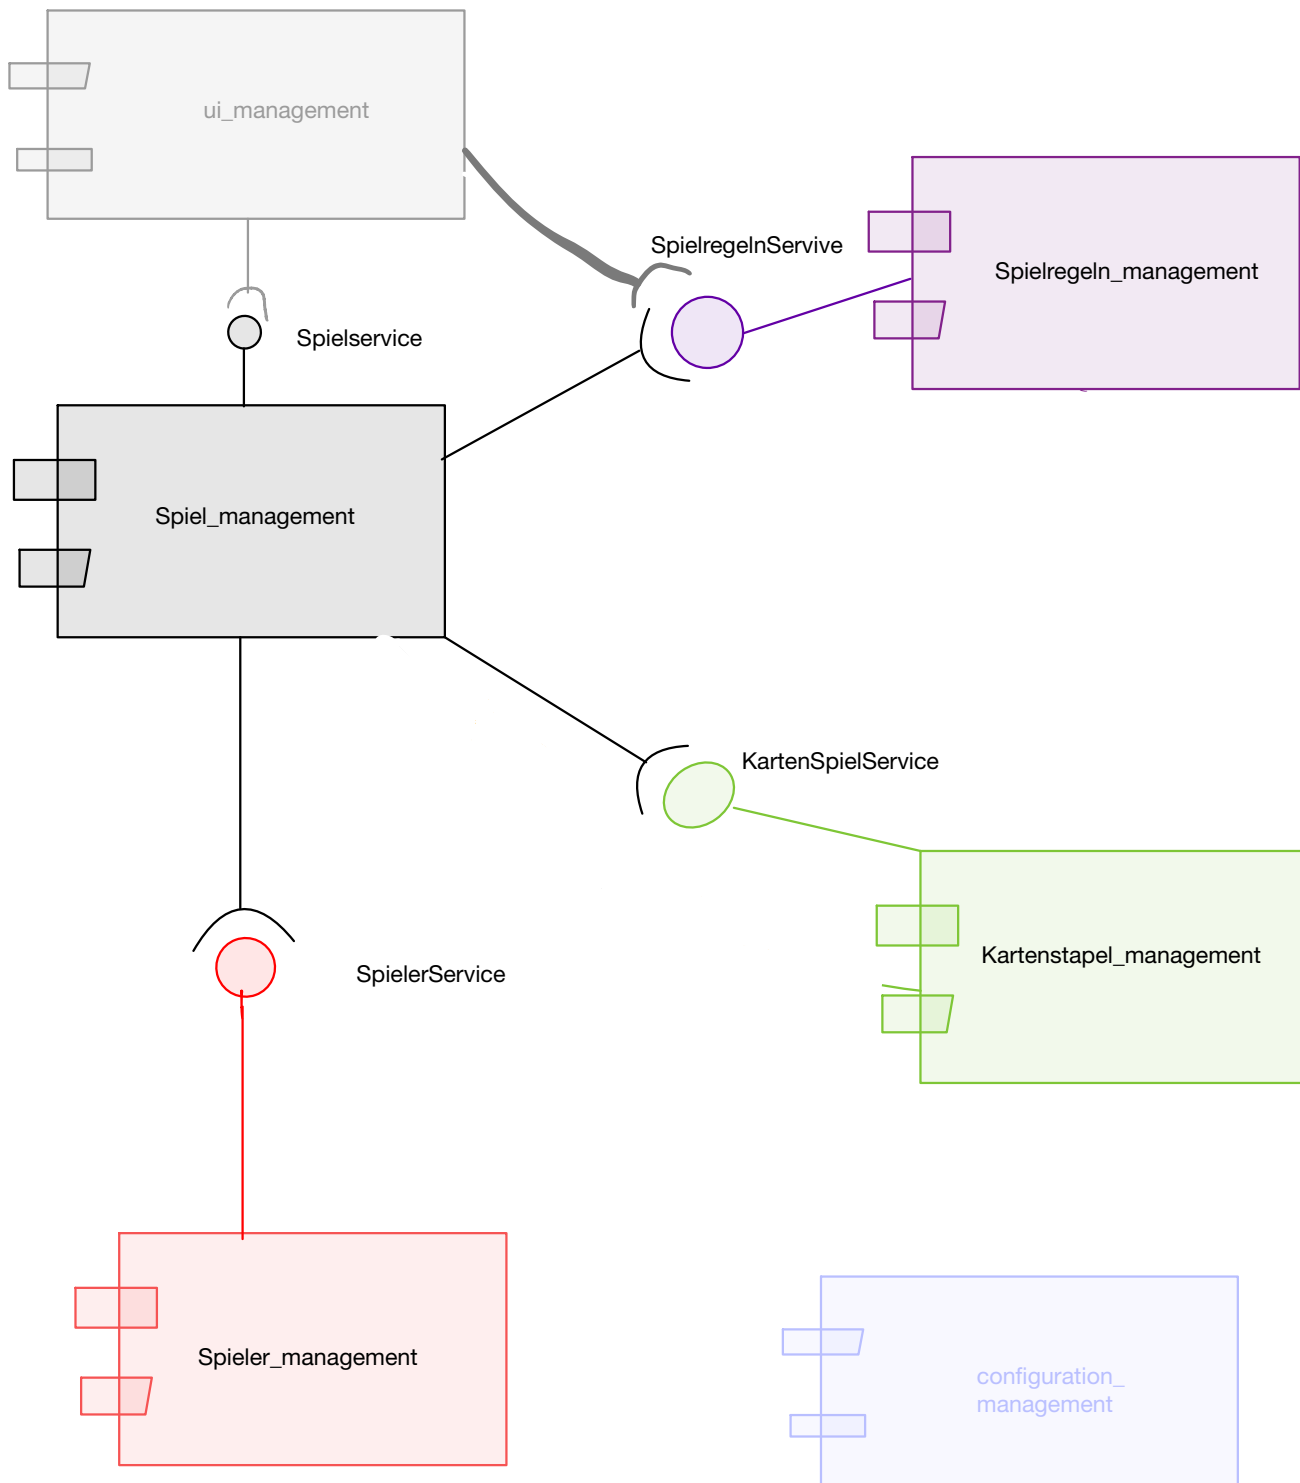 ui_management
SpielregelnServive
Spielregeln_management
Spielservice
Spiel_management
KartenSpielService
Kartenstapel_management
SpielerService
Spieler_management
configuration_
management